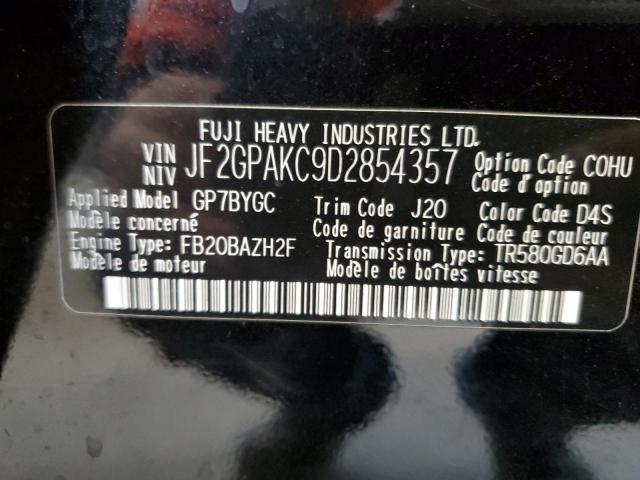 FUJI HEAVY INDUSTRIES LTD.
VIN NIV JF2GPAKC9D2854357 Option Code COHU
Code d'option
Applied Model GP7BYGC Trim Code J20 Color Code D4S
Modèle concerné Code de garniture Code de couleur
Engine Type: FB20BAZH2F Transmission Type: TR580GD6AA
Modèle de moteur Modèle de boîtes vitesse